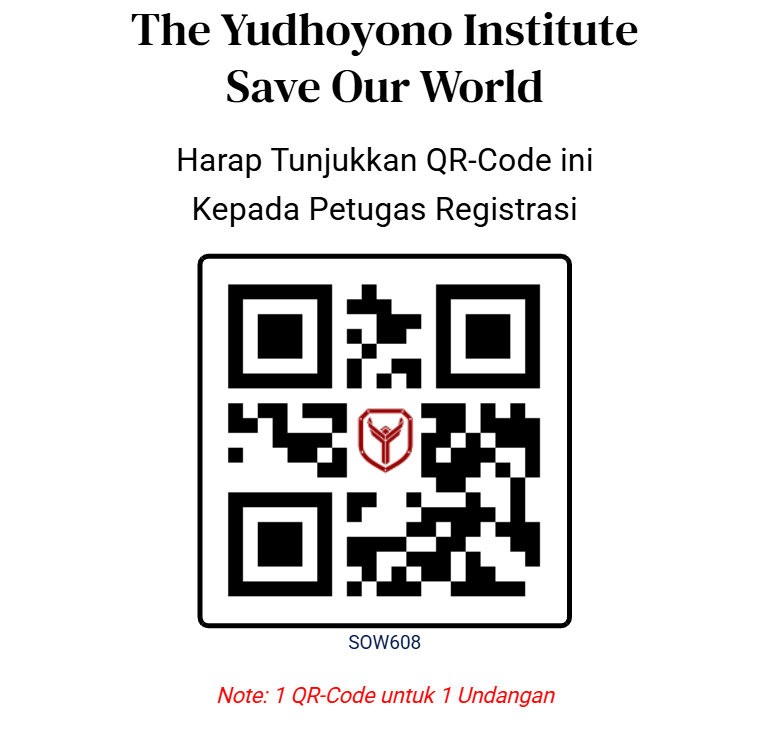 The Yudhoyono Institute
Save Our World
Harap Tunjukkan QR-Code ini
Kepada Petugas Registrasi
SOW608
Note: 1 QR-Code untuk 1 Undangan